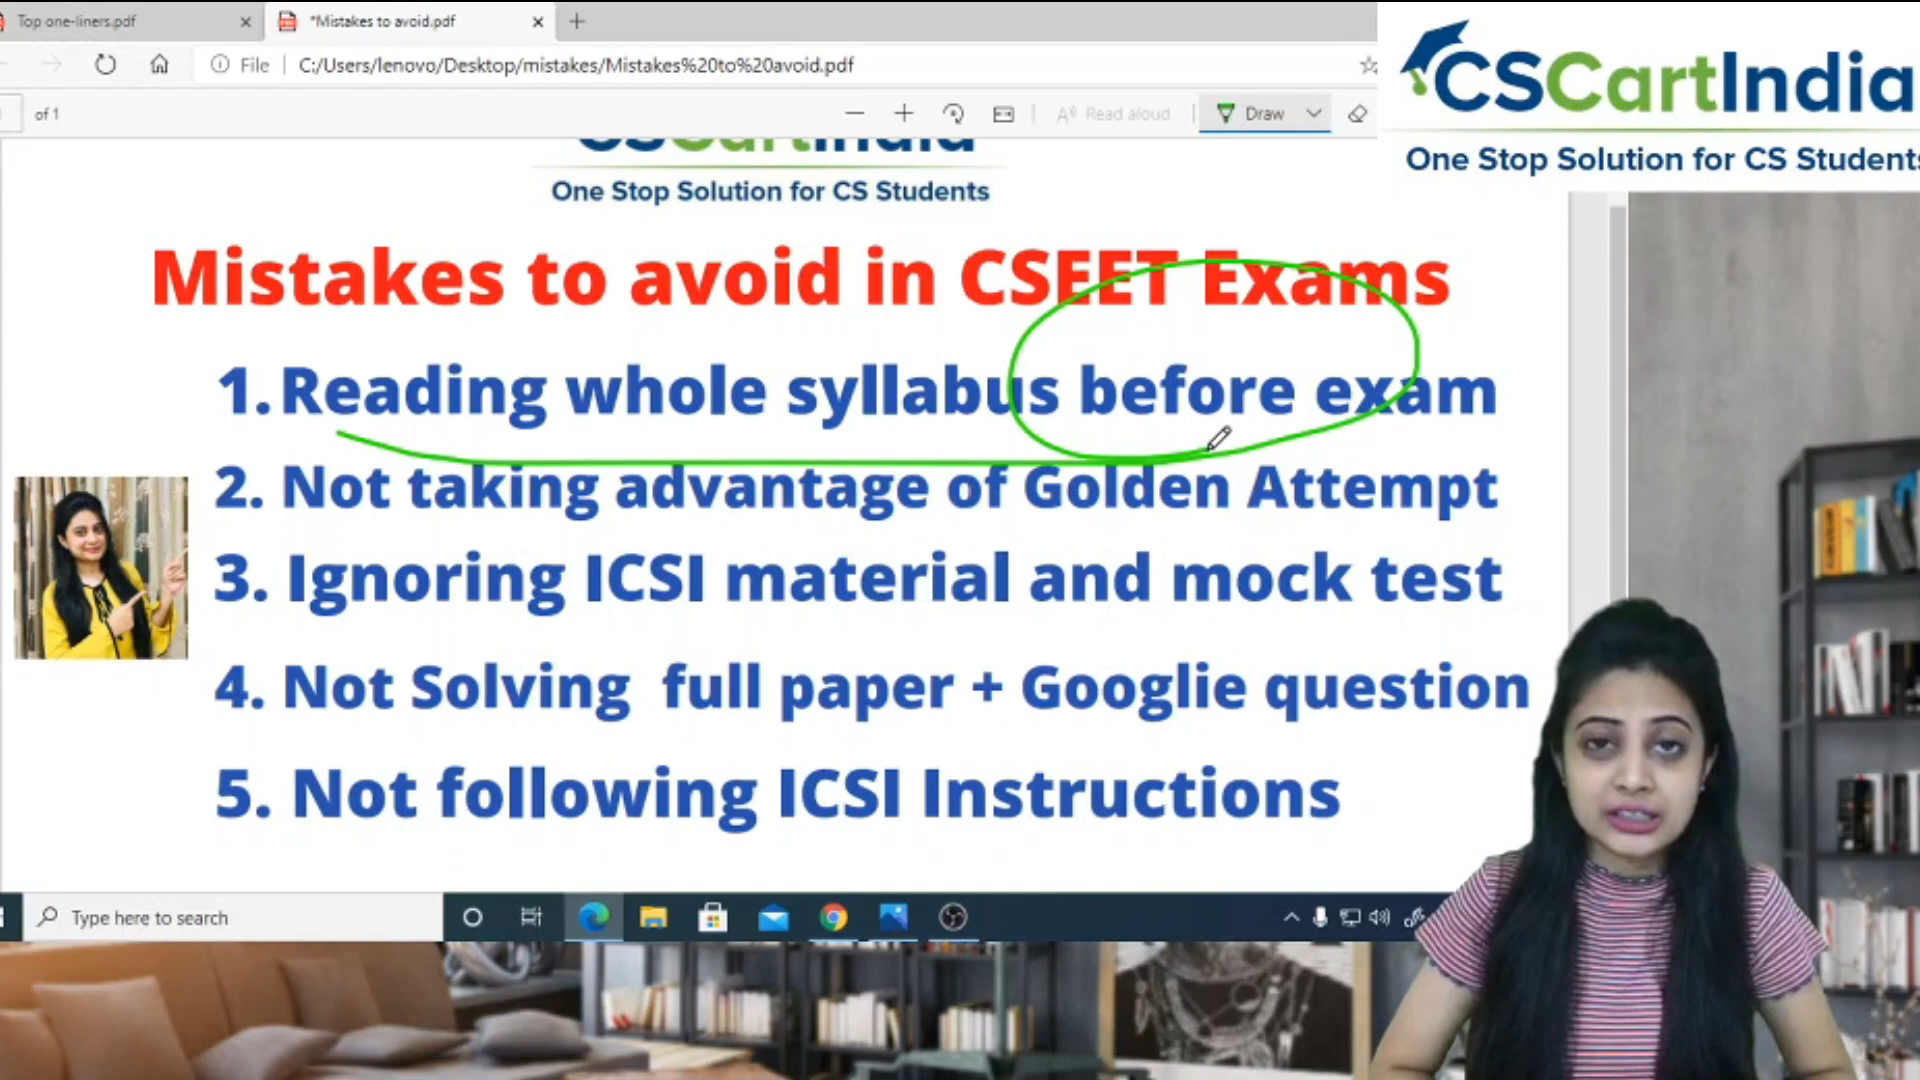 Top one-liners.pdf
*Mistakes to avoid.pdf
File
C:/Users/lenovo/Desktop/mistakes/Mistakes%20to%20avoid.pdf
of 1
Read aloud
Draw
CSCartIndia
One Stop Solution for CS Students
CSCartIndia
One Stop Solution for CS Students
Mistakes to avoid in CSEET Exams
1. Reading whole syllabus before exam
2. Not taking advantage of Golden Attempt
3. Ignoring ICSI material and mock test
4. Not Solving full paper + Googlie question
5. Not following ICSI Instructions
Type here to search